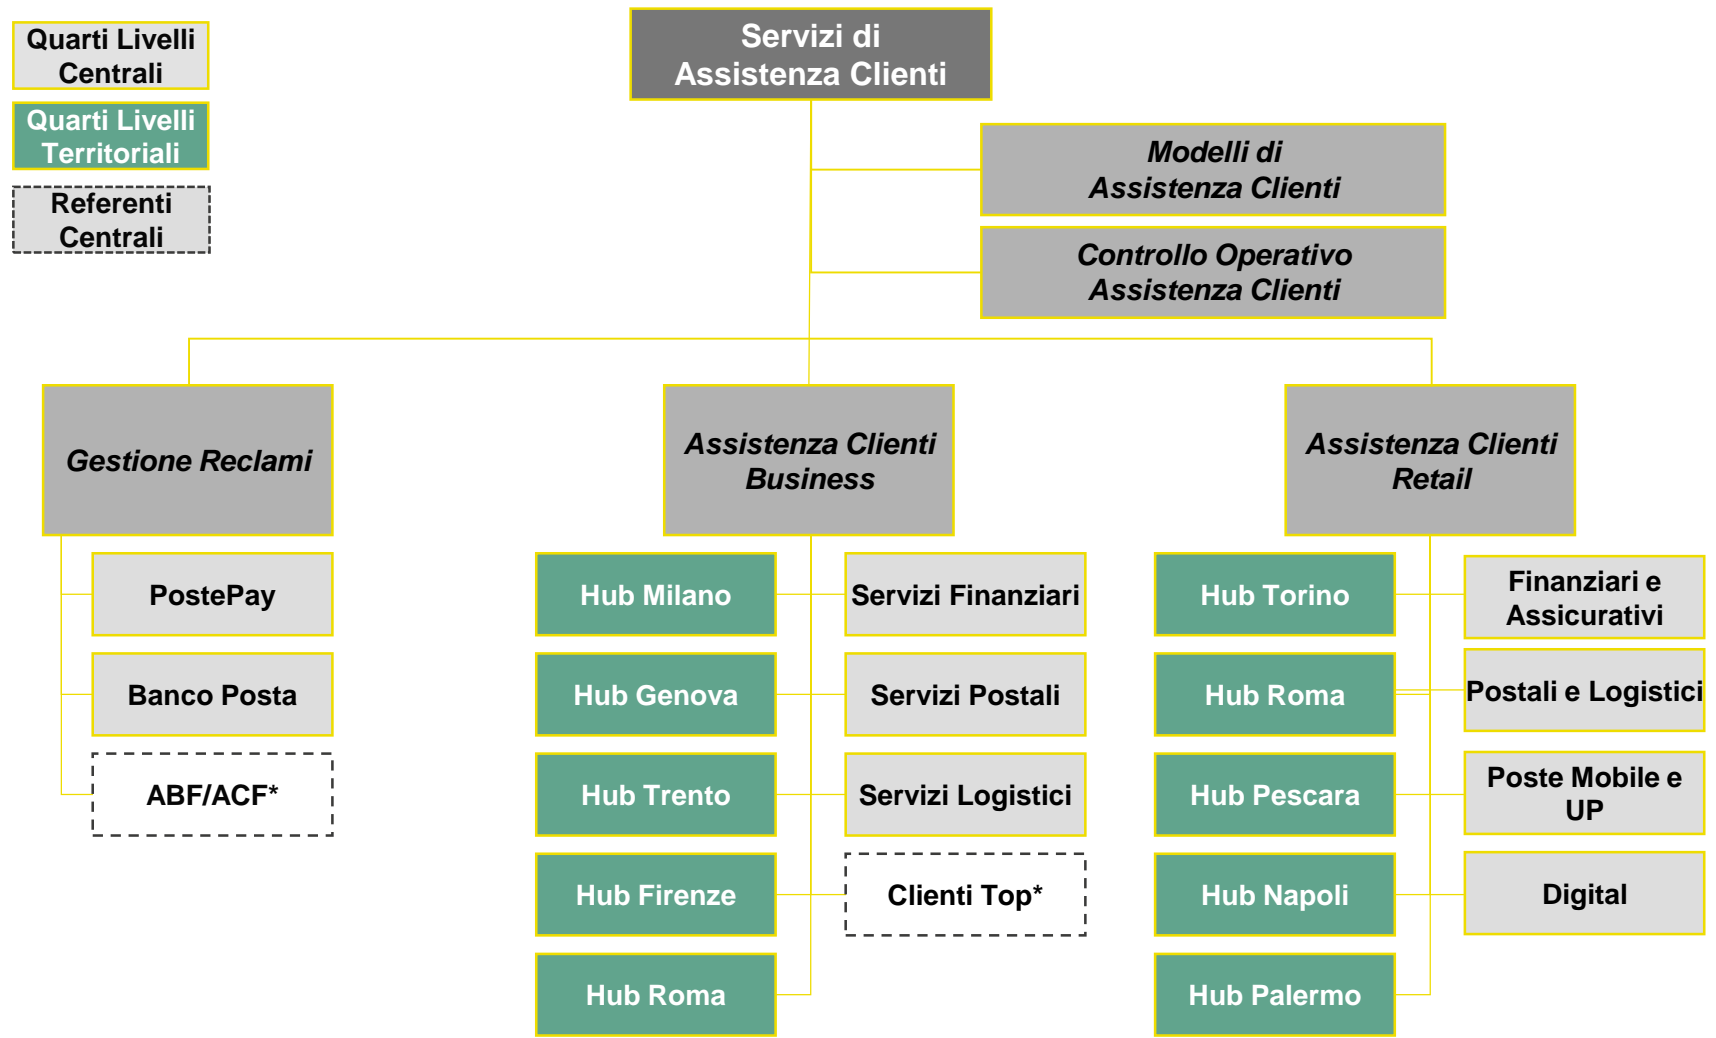 Quarti Livelli
Centrali
Quarti Livelli
Territoriali
Referenti
Centrali
Servizi di
Assistenza Clienti
Modelli di
Assistenza Clienti
Controllo Operativo
Assistenza Clienti
Gestione Reclami
PostePay
Banco Posta
ABF/ACF*
Assistenza Clienti
Business
Hub Milano
Hub Genova
Hub Trento
Hub Firenze
Hub Roma
Servizi Finanziari
Servizi Postali
Servizi Logistici
Clienti Top*
Assistenza Clienti
Retail
Hub Torino
Hub Roma
Hub Pescara
Hub Napoli
Hub Palermo
Finanziari e
Assicurativi
Postali e Logistici
Poste Mobile e
UP
Digital